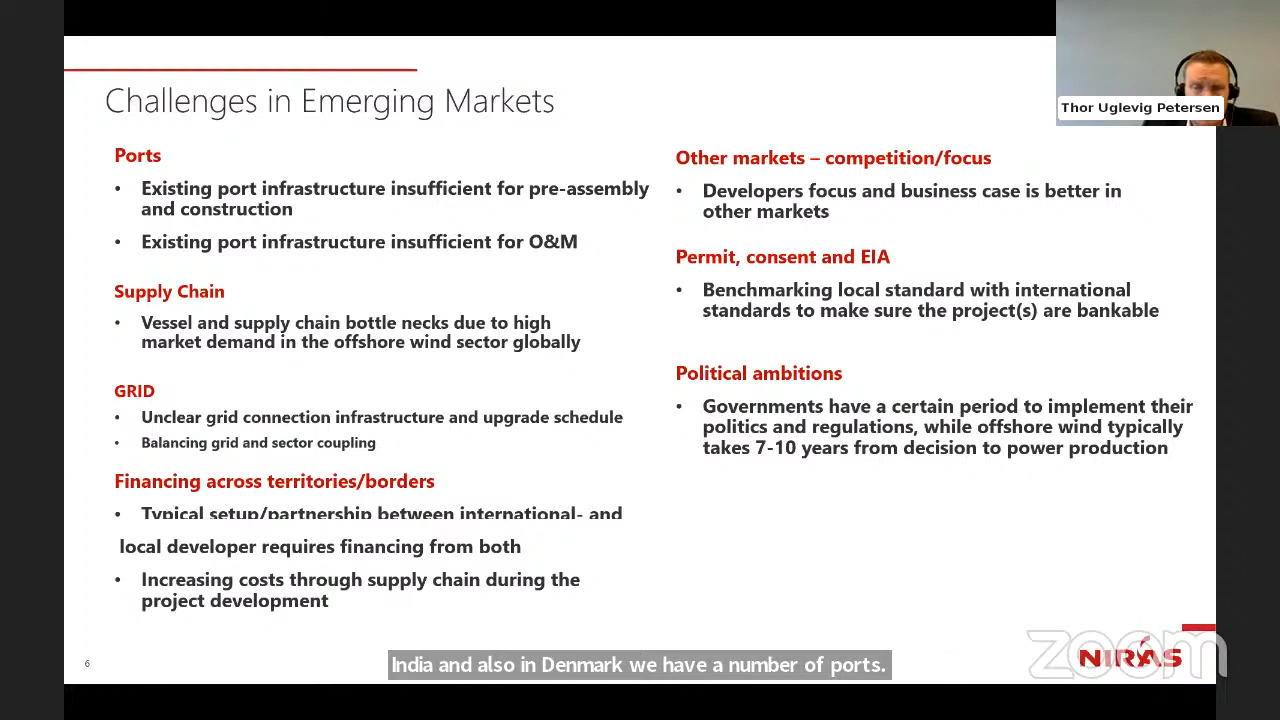 Challenges in Emerging Markets
Thor Uglevig Petersen
Ports
• Existing port infrastructure insufficient for pre-assembly
and construction
• Existing port infrastructure insufficient for O&M
Supply Chain
• Vessel and supply chain bottle necks due to high
market demand in the offshore wind sector globally
GRID
• Unclear grid connection infrastructure and upgrade schedule
• Balancing grid and sector coupling
Financing across territories/borders
• Typical setup/partnership between international- and
local developer requires financing from both
• Increasing costs through supply chain during the
project development
Other markets – competition/focus
• Developers focus and business case is better in
other markets
Permit, consent and EIA
• Benchmarking local standard with international
standards to make sure the project(s) are bankable
Political ambitions
• Governments have a certain period to implement their
politics and regulations, while offshore wind typically
takes 7-10 years from decision to power production
6
India and also in Denmark we have a number of ports.
zoom
NIRÁS